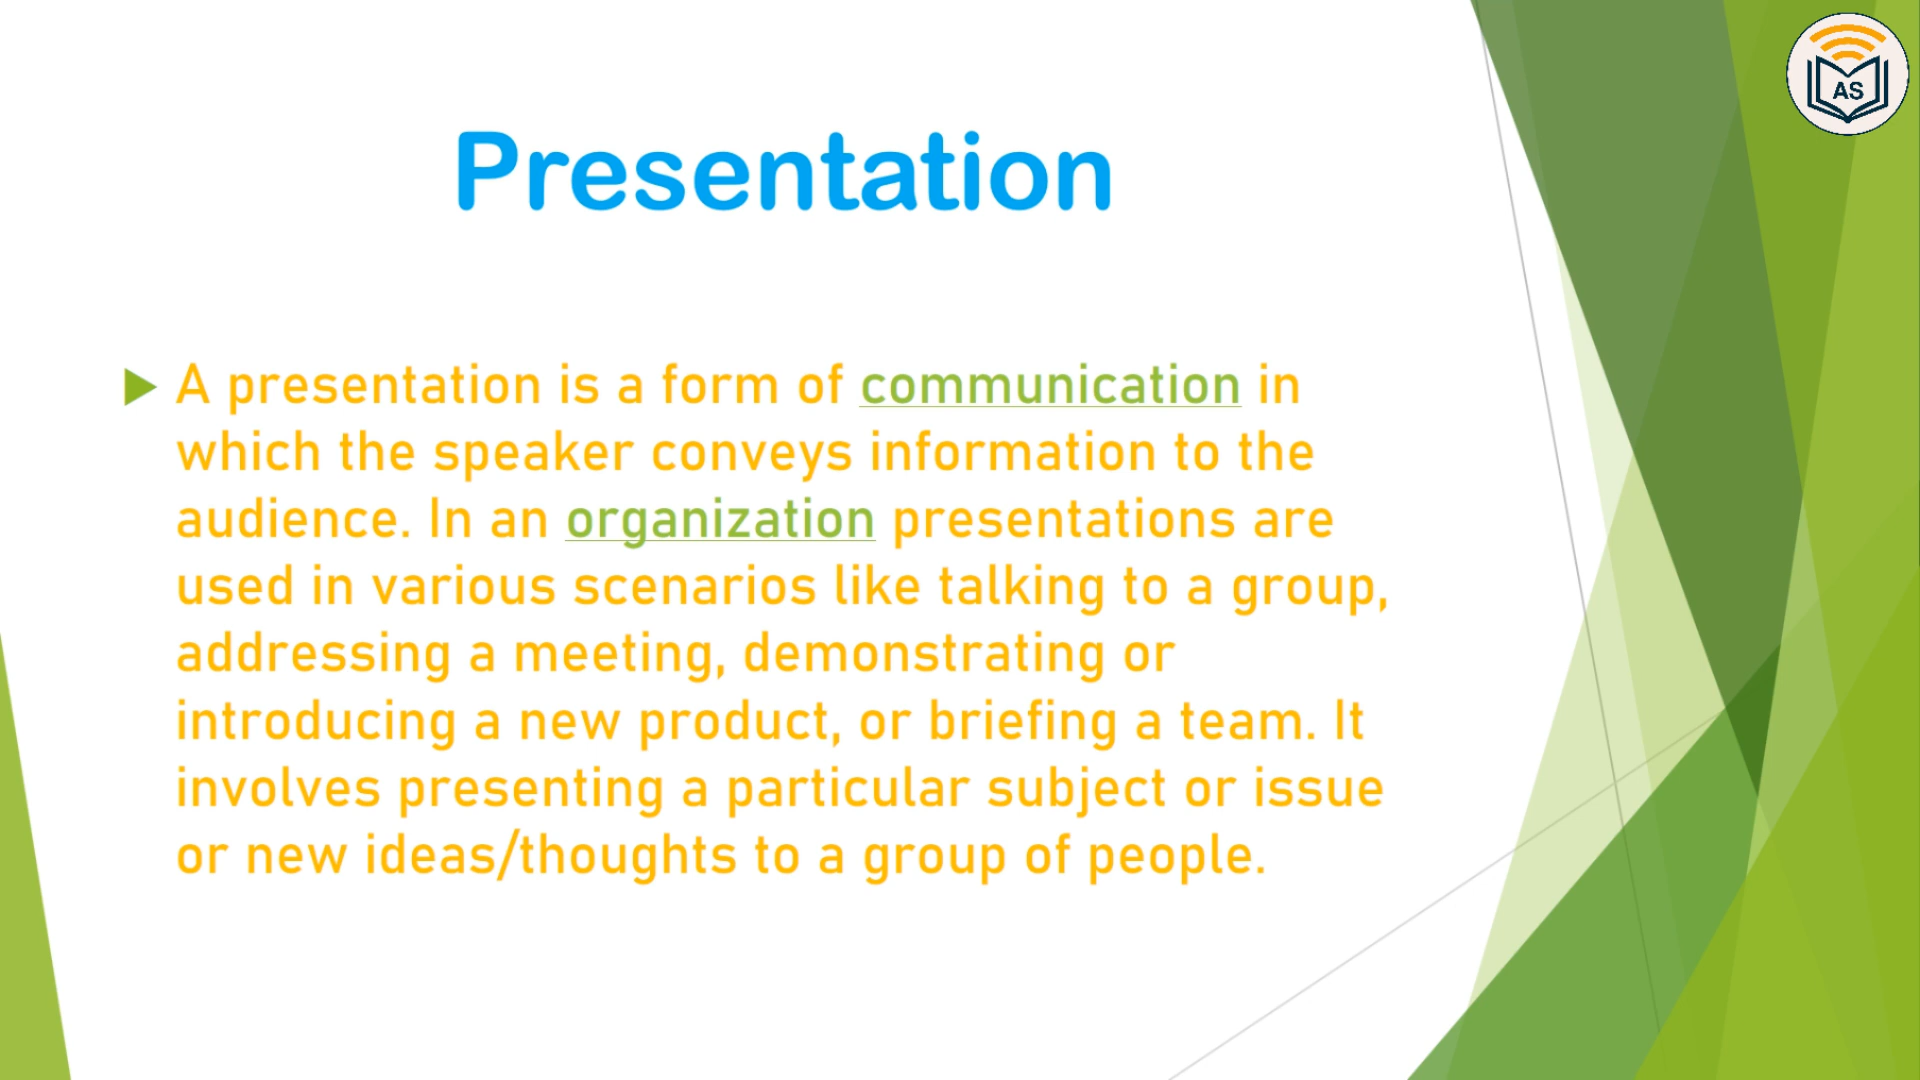 AS
Presentation
A presentation is a form of communication in
which the speaker conveys information to the
audience. In an organization presentations are
used in various scenarios like talking to a group,
addressing a meeting, demonstrating or
introducing a new product, or briefing a team. It
involves presenting a particular subject or issue
or new ideas/thoughts to a group of people.